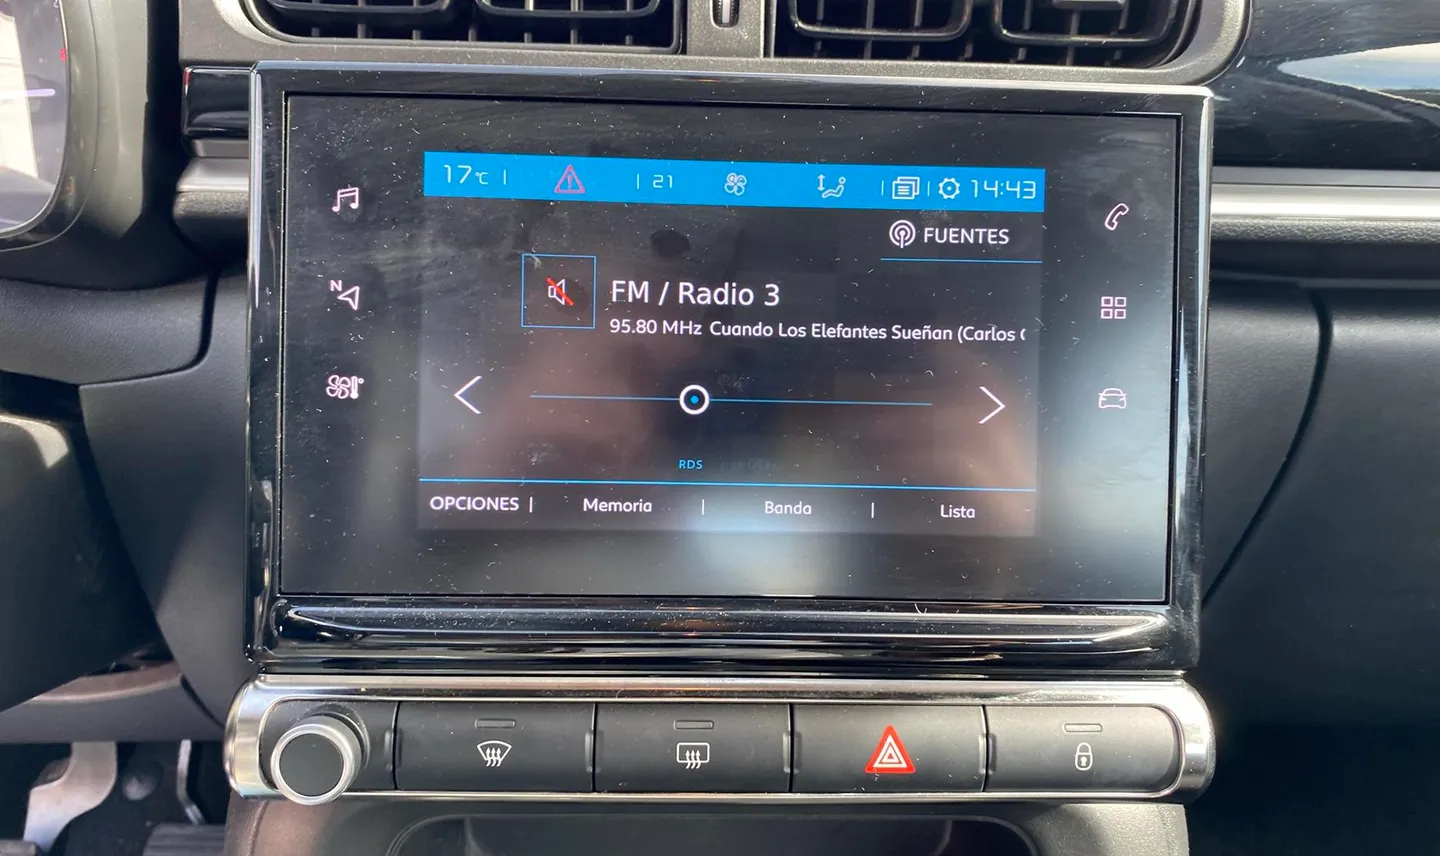 17°C | | 21 | | 14:43
FUENTES
N
FM / Radio 3
95.80 MHz Cuando Los Elefantes Sueñan (Carlos
RDS
OPCIONES | Memoria | Banda | Lista